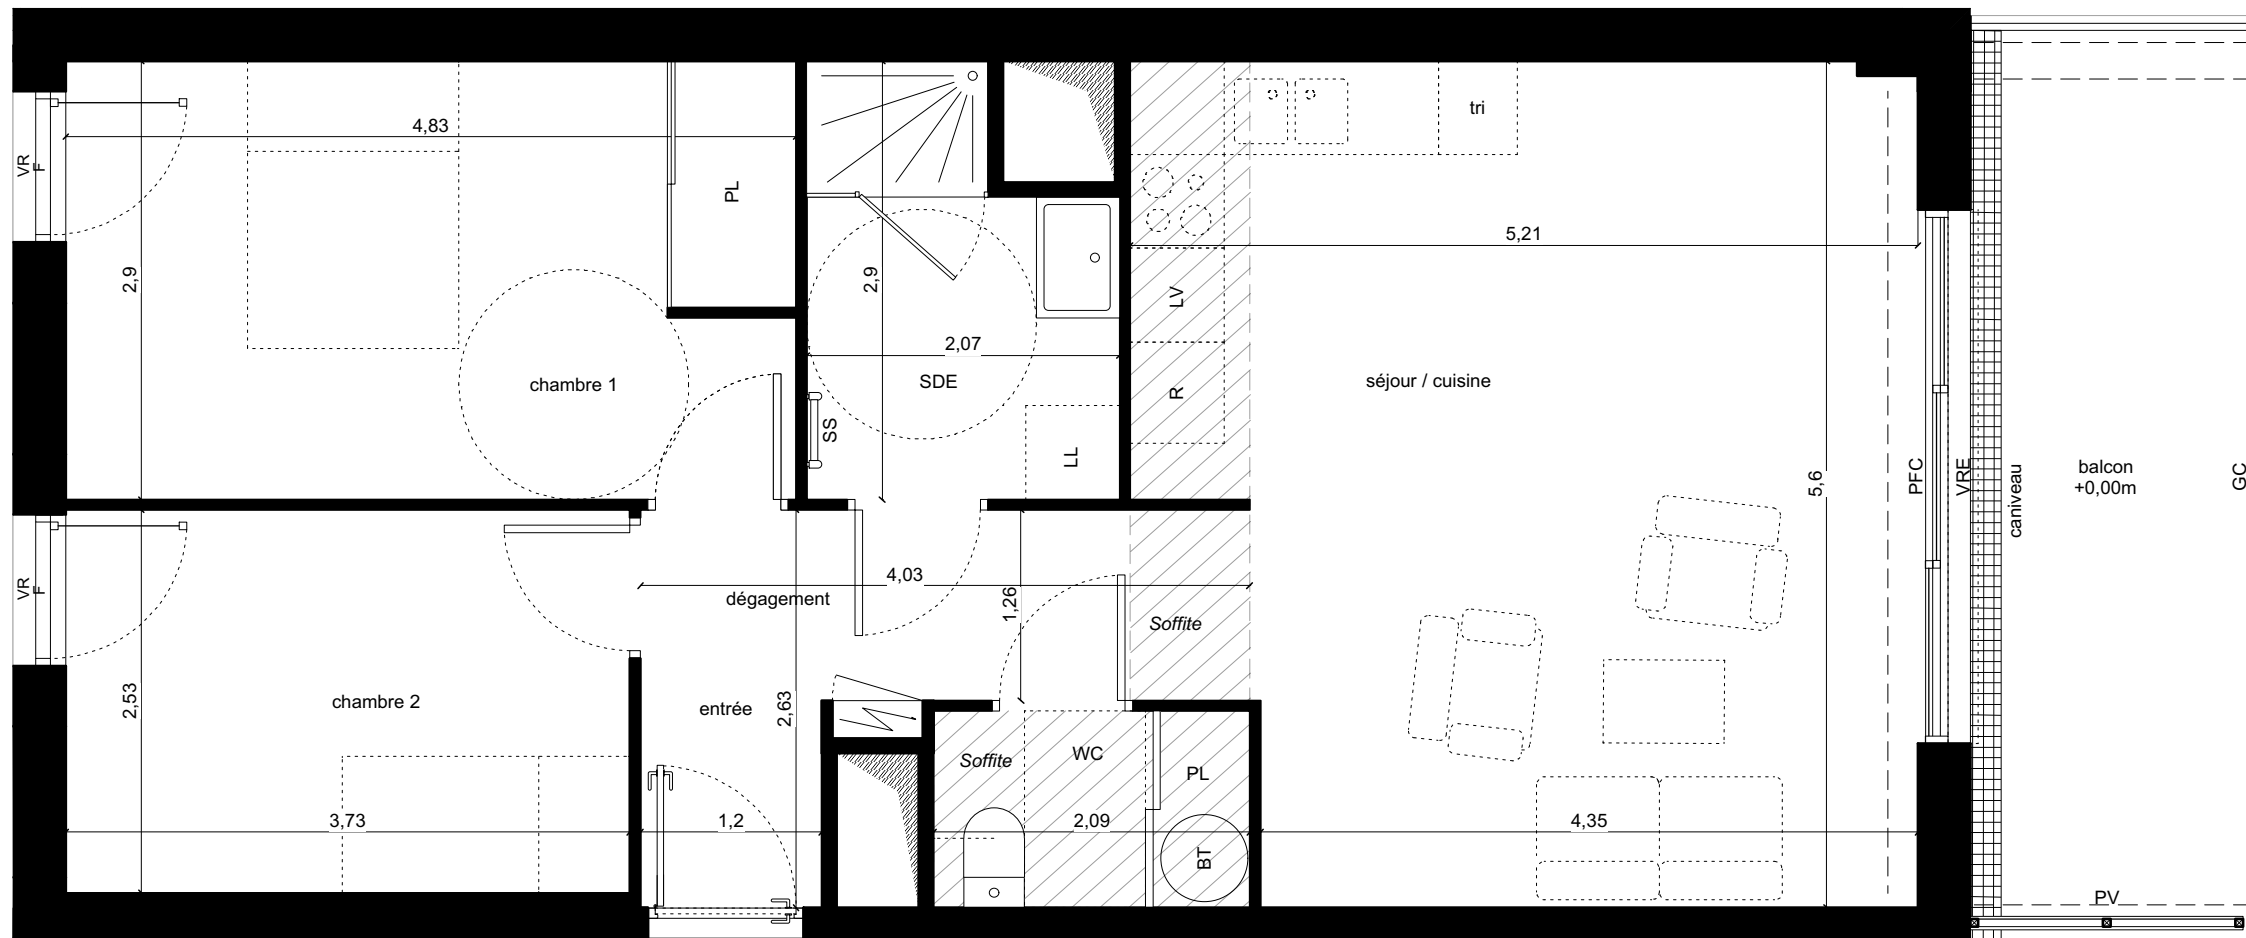 4,83
tri
VR
F
PL
5,21
2,9
2,9
LV
2,07
SDE
chambre 1
R
séjour / cuisine
SS
LL
5,6
PFC
VRE
caniveau
balcon
+0,00m
GC
VR
F
4,03
dégagement
1,26
Soffite
chambre 2
2,53
entrée
2,63
Soffite
WC
PL
3,73
1,2
2,09
4,35
BT
PV